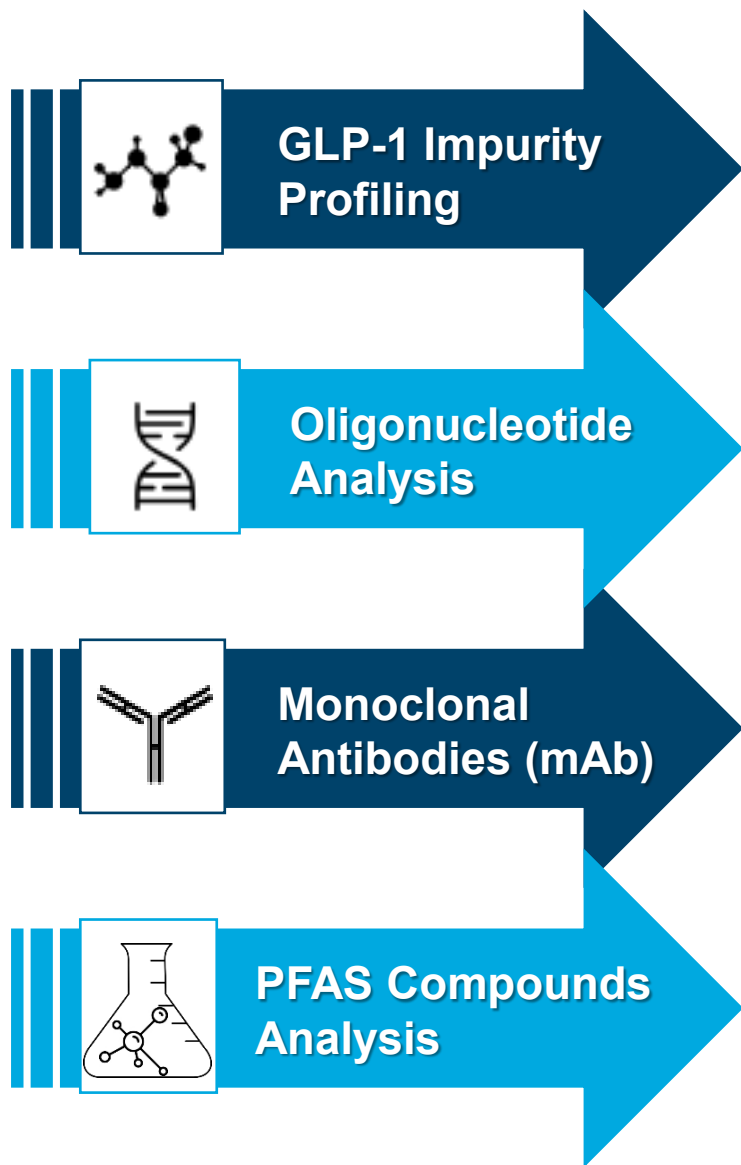 GLP-1 Impurity
Profiling
Oligonucleotide
Analysis
Monoclonal
Antibodies (mAb)
PFAS Compounds
Analysis